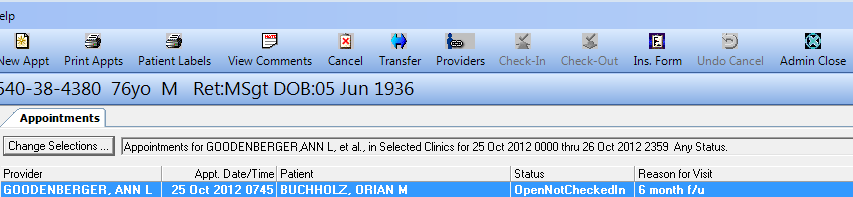 elp
New Appt Print Appts Patient Labels View Comments Cancel Transfer Providers Check-In Check-Out Ins. Form Undo Cancel Admin Close
640-38-4380 76yo M Ret:MSgt DOB:05 Jun 1936
Appointments
Change Selections ... Appointments for GOODENBERGER,ANN L, et al., in Selected Clinics for 25 Oct 2012 0000 thru 26 Oct 2012 2359 Any Status.
Provider Appt. Date/Time Patient Status Reason for Visit
GOODENBERGER, ANN L 25 Oct 2012 0745 BUCHHOLZ, ORIAN M OpenNotCheckedIn 6 month f/u